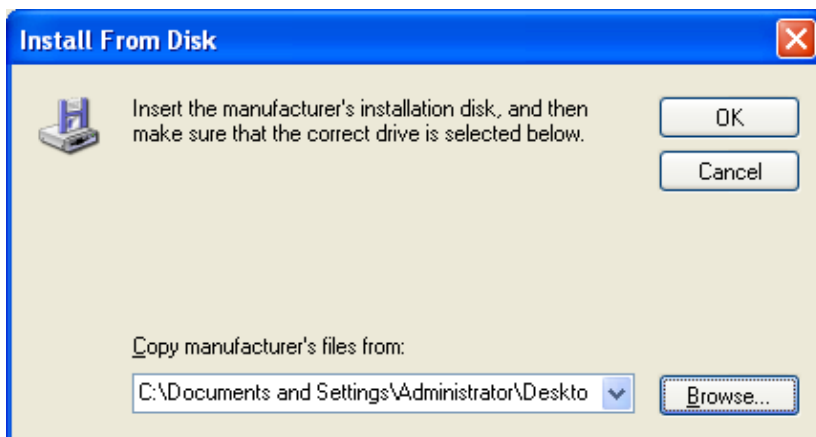 Install From Disk
Insert the manufacturer's installation disk, and then
make sure that the correct drive is selected below.
OK
Cancel
Copy manufacturer's files from:
C:\Documents and Settings\Administrator\Deskto
Browse...